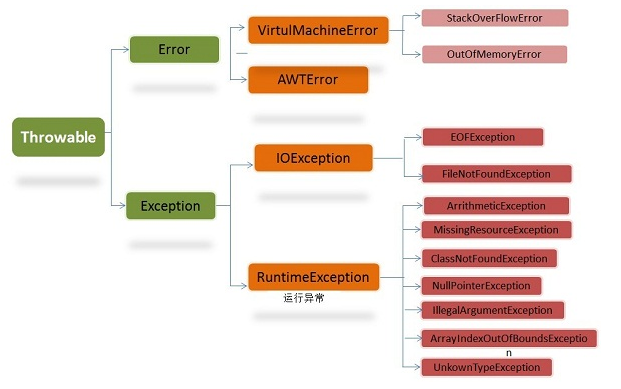 Throwable
Error
VirtulMachineError
StackOverFlowError
OutOfMemoryError
AWTError
Exception
IOException
EOFException
FileNotFoundException
RuntimeException
运行异常
ArrithmeticException
MissingResourceException
ClassNotFoundException
NullPointerException
IllegalArgumentException
ArrayIndexOutOfBoundsExceptio
n
UnkownTypeException